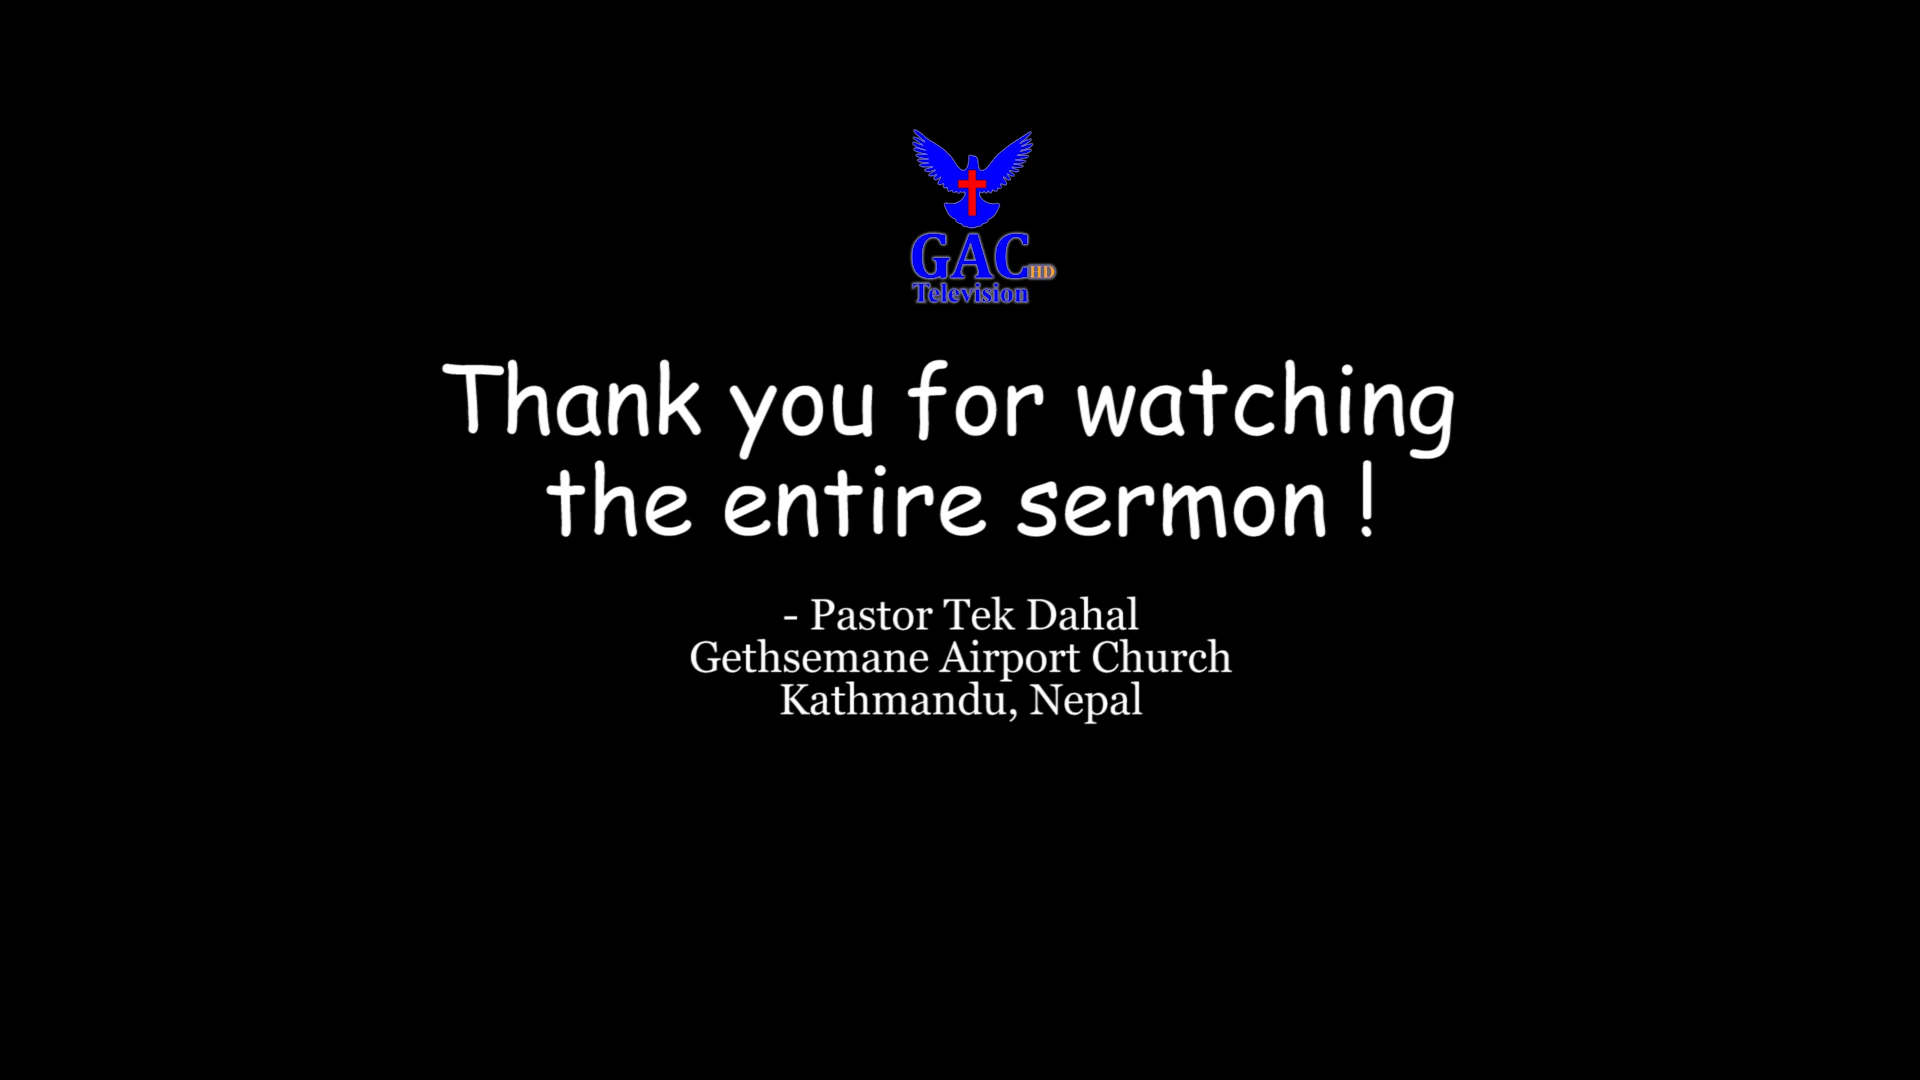 GAC HD
Television
Thank you for watching
the entire sermon !
- Pastor Tek Dahal
Gethsemane Airport Church
Kathmandu, Nepal